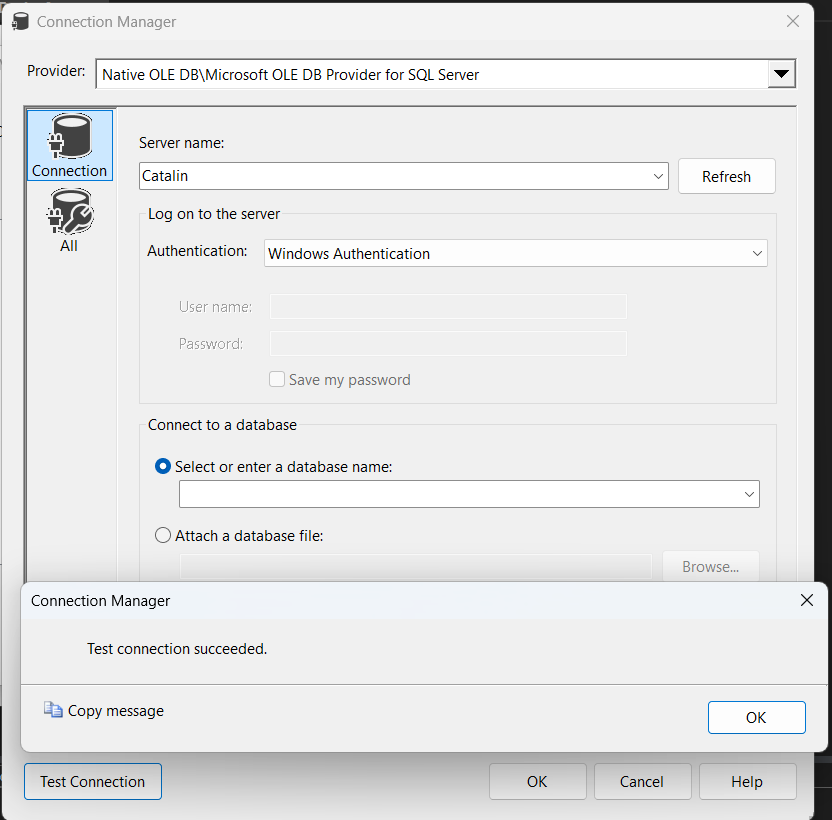 Connection Manager
Provider: Native OLE DB\Microsoft OLE DB Provider for SQL Server
Connection
All
Server name:
Catalin
Refresh
Log on to the server
Authentication: Windows Authentication
User name:
Password:
Save my password
Connect to a database
Select or enter a database name:
Attach a database file:
Browse...
Connection Manager
Test connection succeeded.
Copy message
OK
Test Connection
OK
Cancel
Help